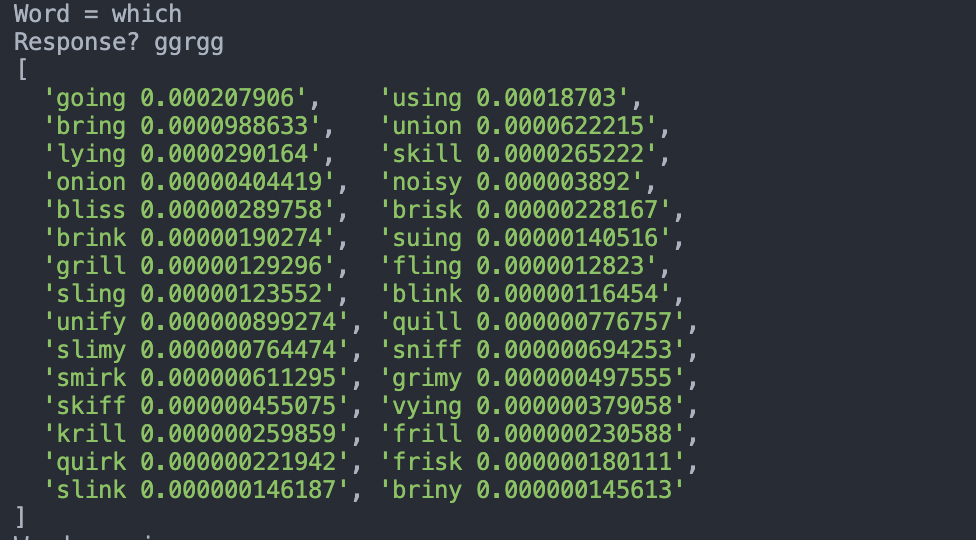 Word = which
Response? ggrgg
[
'going 0.000207906', 'using 0.00018703',
'bring 0.0000988633', 'union 0.0000622215',
'lying 0.0000290164', 'skill 0.0000265222',
'onion 0.00000404419', 'noisy 0.000003892',
'bliss 0.00000289758', 'brisk 0.00000228167',
'brink 0.00000190274', 'suing 0.00000140516',
'grill 0.00000129296', 'fling 0.0000012823',
'sling 0.00000123552', 'blink 0.00000116454',
'unify 0.000000899274', 'quill 0.000000776757',
'slimy 0.000000764474', 'sniff 0.000000694253',
'smirk 0.000000611295', 'grimy 0.000000497555',
'skiff 0.000000455075', 'vying 0.000000379058',
'krill 0.000000259859', 'frill 0.000000230588',
'quirk 0.000000221942', 'frisk 0.000000180111',
'slink 0.000000146187', 'briny 0.000000145613'
]